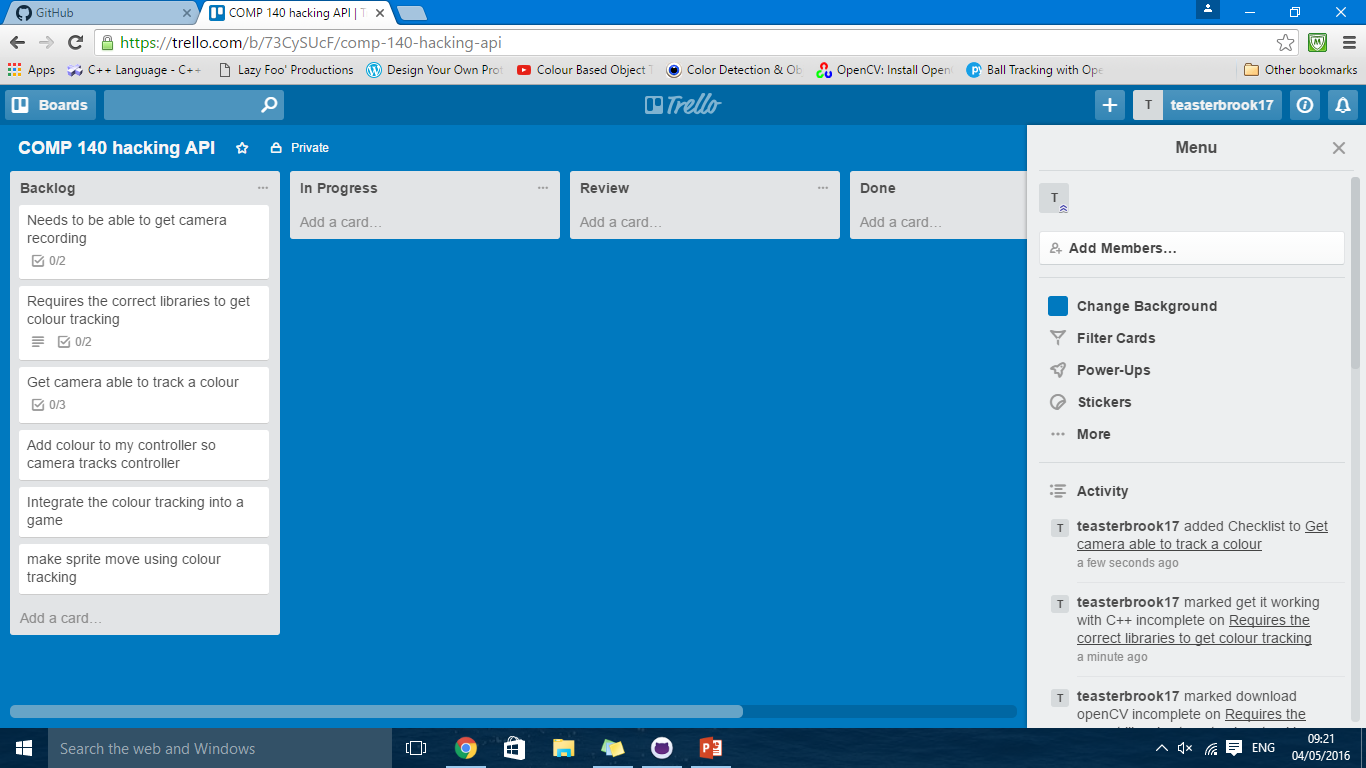 GitHub
COMP 140 hacking API | T
https://trello.com/b/73CySUcF/comp-140-hacking-api
Apps C++ Language - C++ Lazy Foo' Productions Design Your Own Pro Colour Based Object T Color Detection & Ob OpenCV: Install Open Ball Tracking with Ope Other bookmarks
Boards Trello T teasterbrook17
COMP 140 hacking API Private
Backlog
Needs to be able to get camera
recording
0/2
Requires the correct libraries to get
colour tracking
0/2
Get camera able to track a colour
0/3
Add colour to my controller so
camera tracks controller
Integrate the colour tracking into a
game
make sprite move using colour
tracking
Add a card…
In Progress
Add a card…
Review
Add a card…
Done
Add a card…
Menu
T
Add Members…
Change Background
Filter Cards
Power-Ups
Stickers
More
Activity
T teasterbrook17 added Checklist to Get
camera able to track a colour
a few seconds ago
T teasterbrook17 marked get it working
with C++ incomplete on Requires the
correct libraries to get colour tracking
a minute ago
T teasterbrook17 marked download
openCV incomplete on Requires the
Search the web and Windows
ENG
09:21
04/05/2016